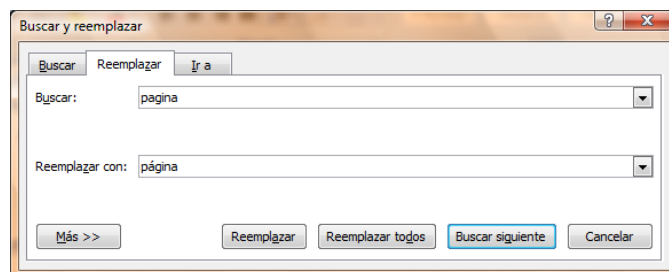 Buscar y reemplazar
Buscar Reemplazar Ir a
Buscar: pagina
Reemplazar con: página
Más >> Reemplazar Reemplazar todos Buscar siguiente Cancelar